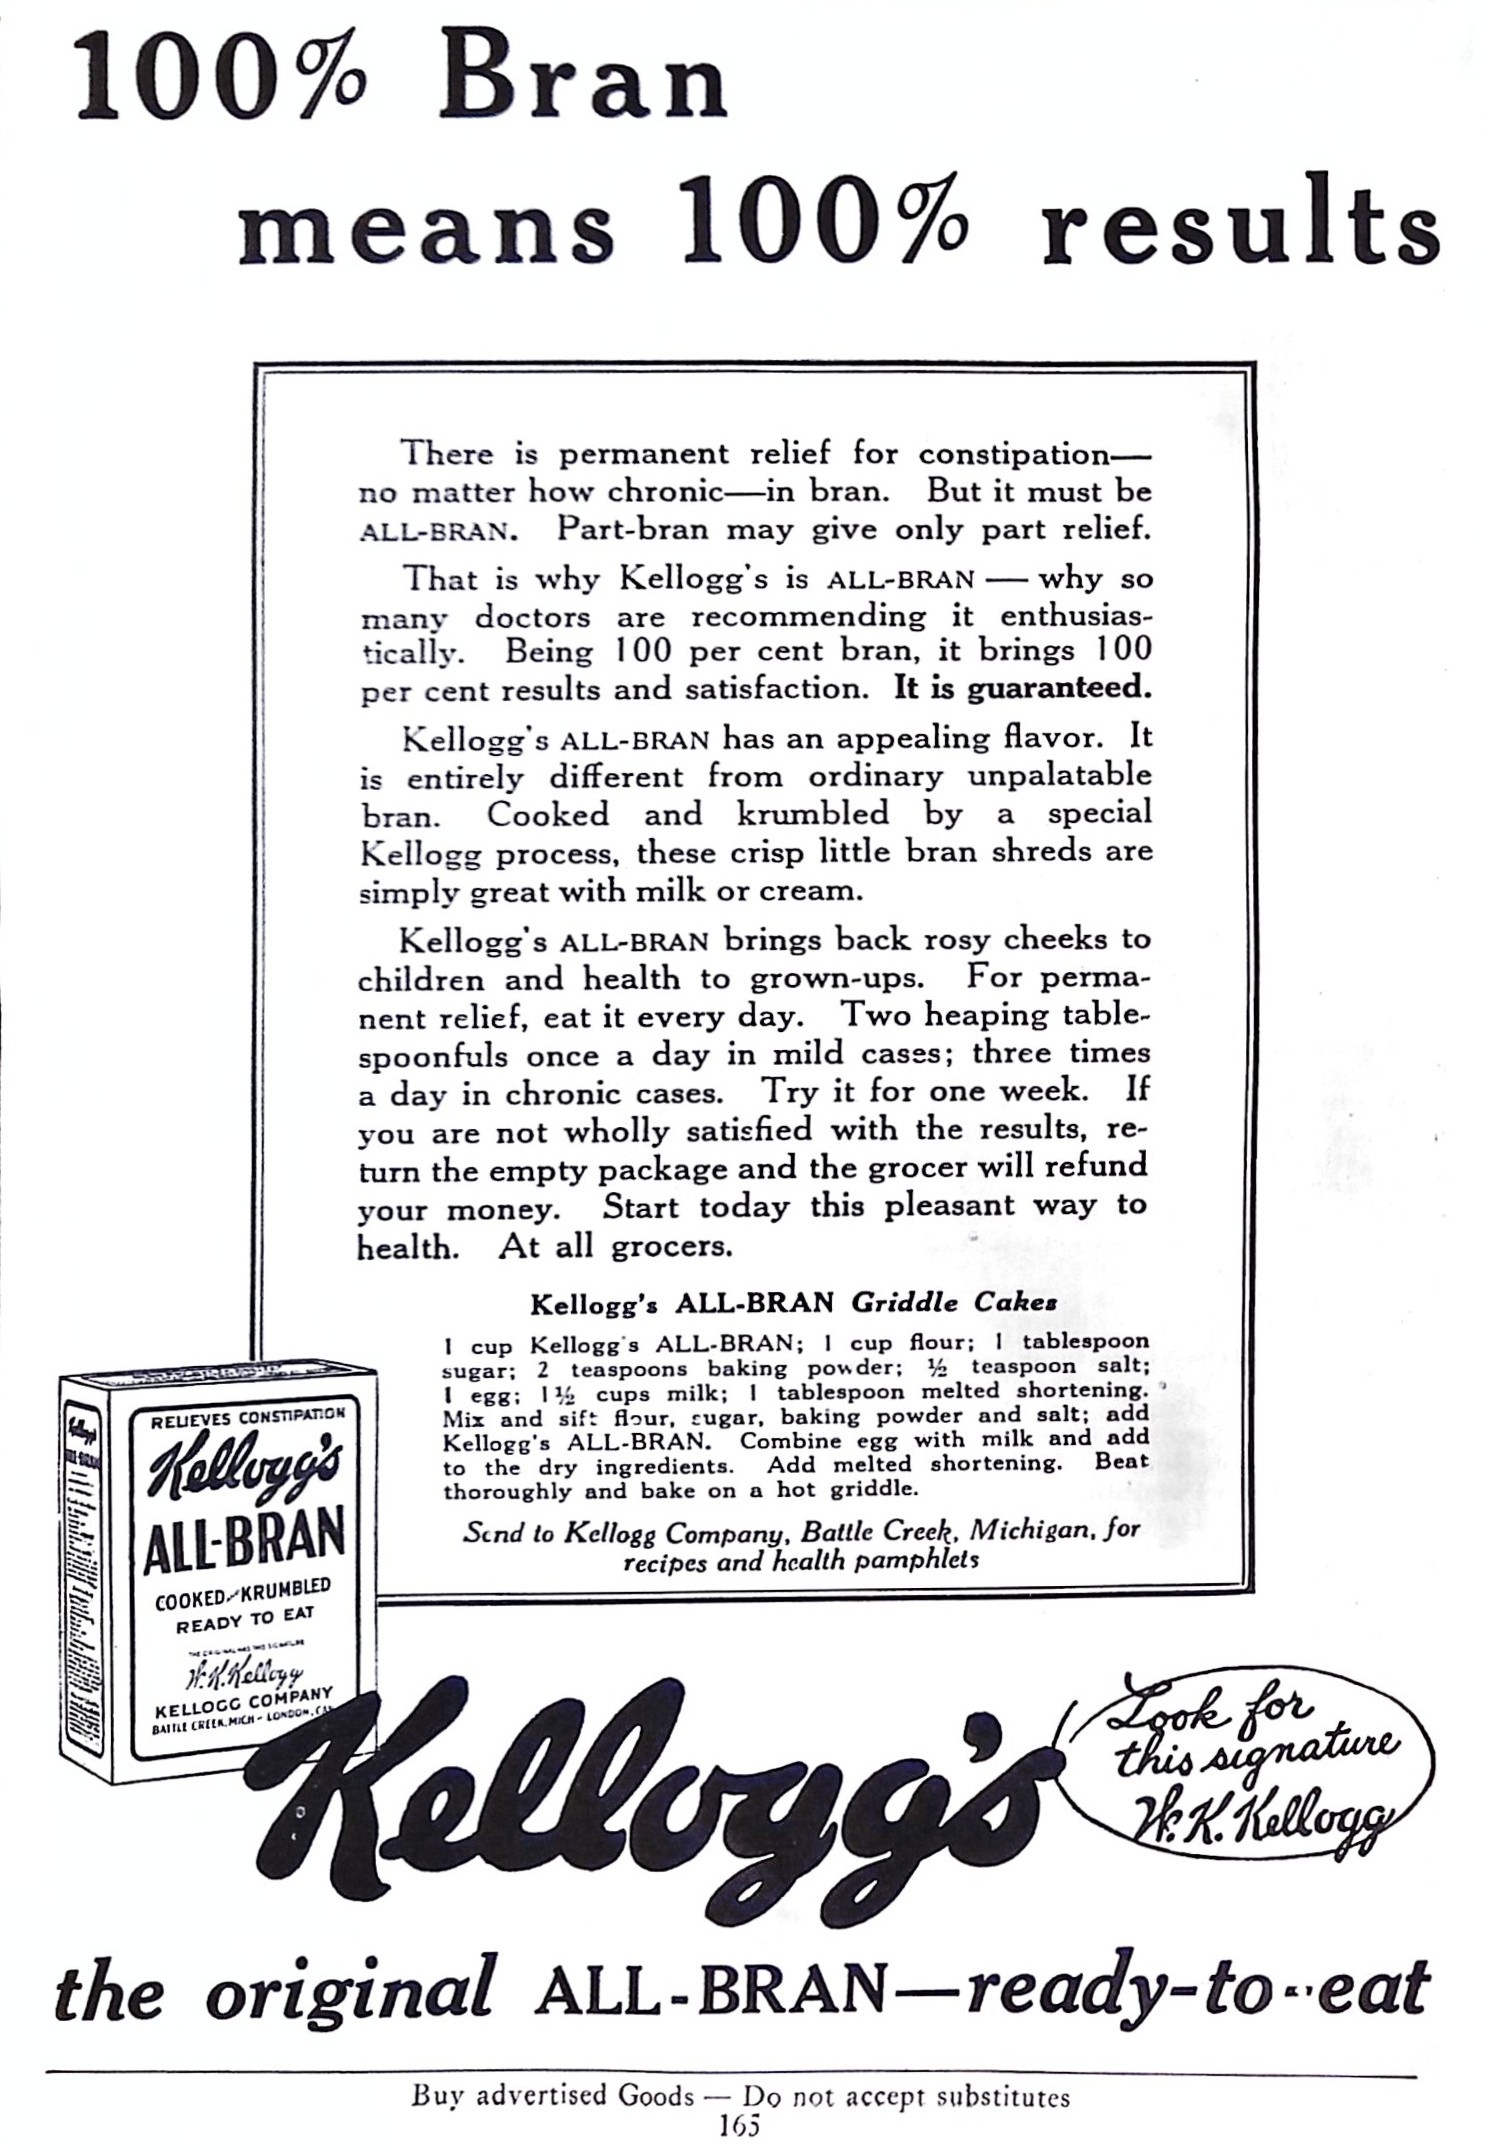 100% Bran
means 100% results
There is permanent relief for constipation—
no matter how chronic—in bran. But it must be
ALL-BRAN. Part-bran may give only part relief.
That is why Kellogg's is ALL-BRAN — why so
many doctors are recommending it enthusias-
tically. Being 100 per cent bran, it brings 100
per cent results and satisfaction. It is guaranteed.
Kellogg's ALL-BRAN has an appealing flavor. It
is entirely different from ordinary unpalatable
bran. Cooked and krumbled by a special
Kellogg process, these crisp little bran shreds are
simply great with milk or cream.
Kellogg's ALL-BRAN brings back rosy cheeks to
children and health to grown-ups. For perma-
nent relief, eat it every day. Two heaping table-
spoonfuls once a day in mild cases; three times
a day in chronic cases. Try it for one week. If
you are not wholly satisfied with the results, re-
turn the empty package and the grocer will refund
your money. Start today this pleasant way to
health. At all grocers.
Kellogg's ALL-BRAN Griddle Cakes
1 cup Kellogg's ALL-BRAN; 1 cup flour; 1 tablespoon
sugar; 2 teaspoons baking powder; ½ teaspoon salt;
1 egg; 1½ cups milk; 1 tablespoon melted shortening.
Mix and sift flour, sugar, baking powder and salt; add
Kellogg's ALL-BRAN. Combine egg with milk and add
to the dry ingredients. Add melted shortening. Beat
thoroughly and bake on a hot griddle.
Send to Kellogg Company, Battle Creek, Michigan, for
recipes and health pamphlets
Kellogg's
ALL-BRAN
RELIEVES CONSTIPATION
Kellogg's
ALL-BRAN
COOKED and KRUMBLED
READY TO EAT
THE ORIGINAL HAS THIS SIGNATURE
W.K.Kellogg
KELLOGG COMPANY
BATTLE CREEK, MICH - LONDON,
Kellogg's
Look for
this signature
W. K. Kellogg
the original ALL-BRAN—ready-to-eat
Buy advertised Goods — Do not accept substitutes
165